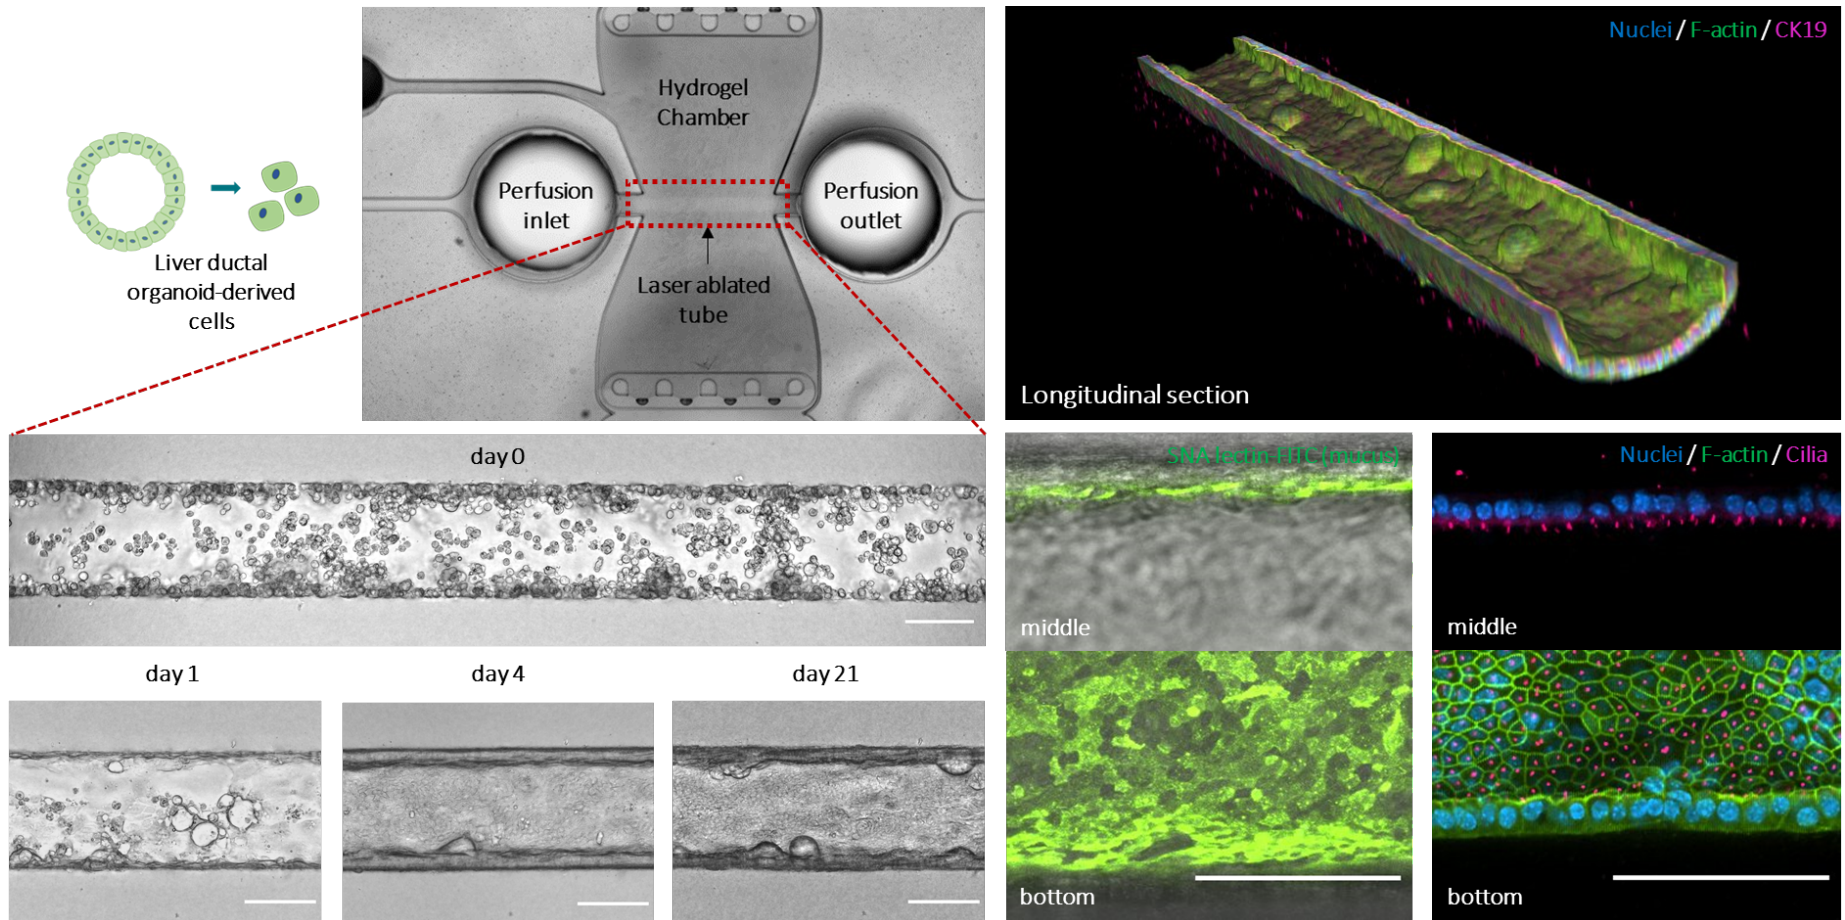 Liver ductal
organoid-derived
cells
Hydrogel
Chamber
Perfusion
inlet
Perfusion
outlet
Laser ablated
tube
Nuclei / F-actin / CK19
Longitudinal section
day 0
day 1
day 4
day 21
SNA lectin-FITC (mucus)
middle
bottom
Nuclei / F-actin / Cilia
middle
bottom